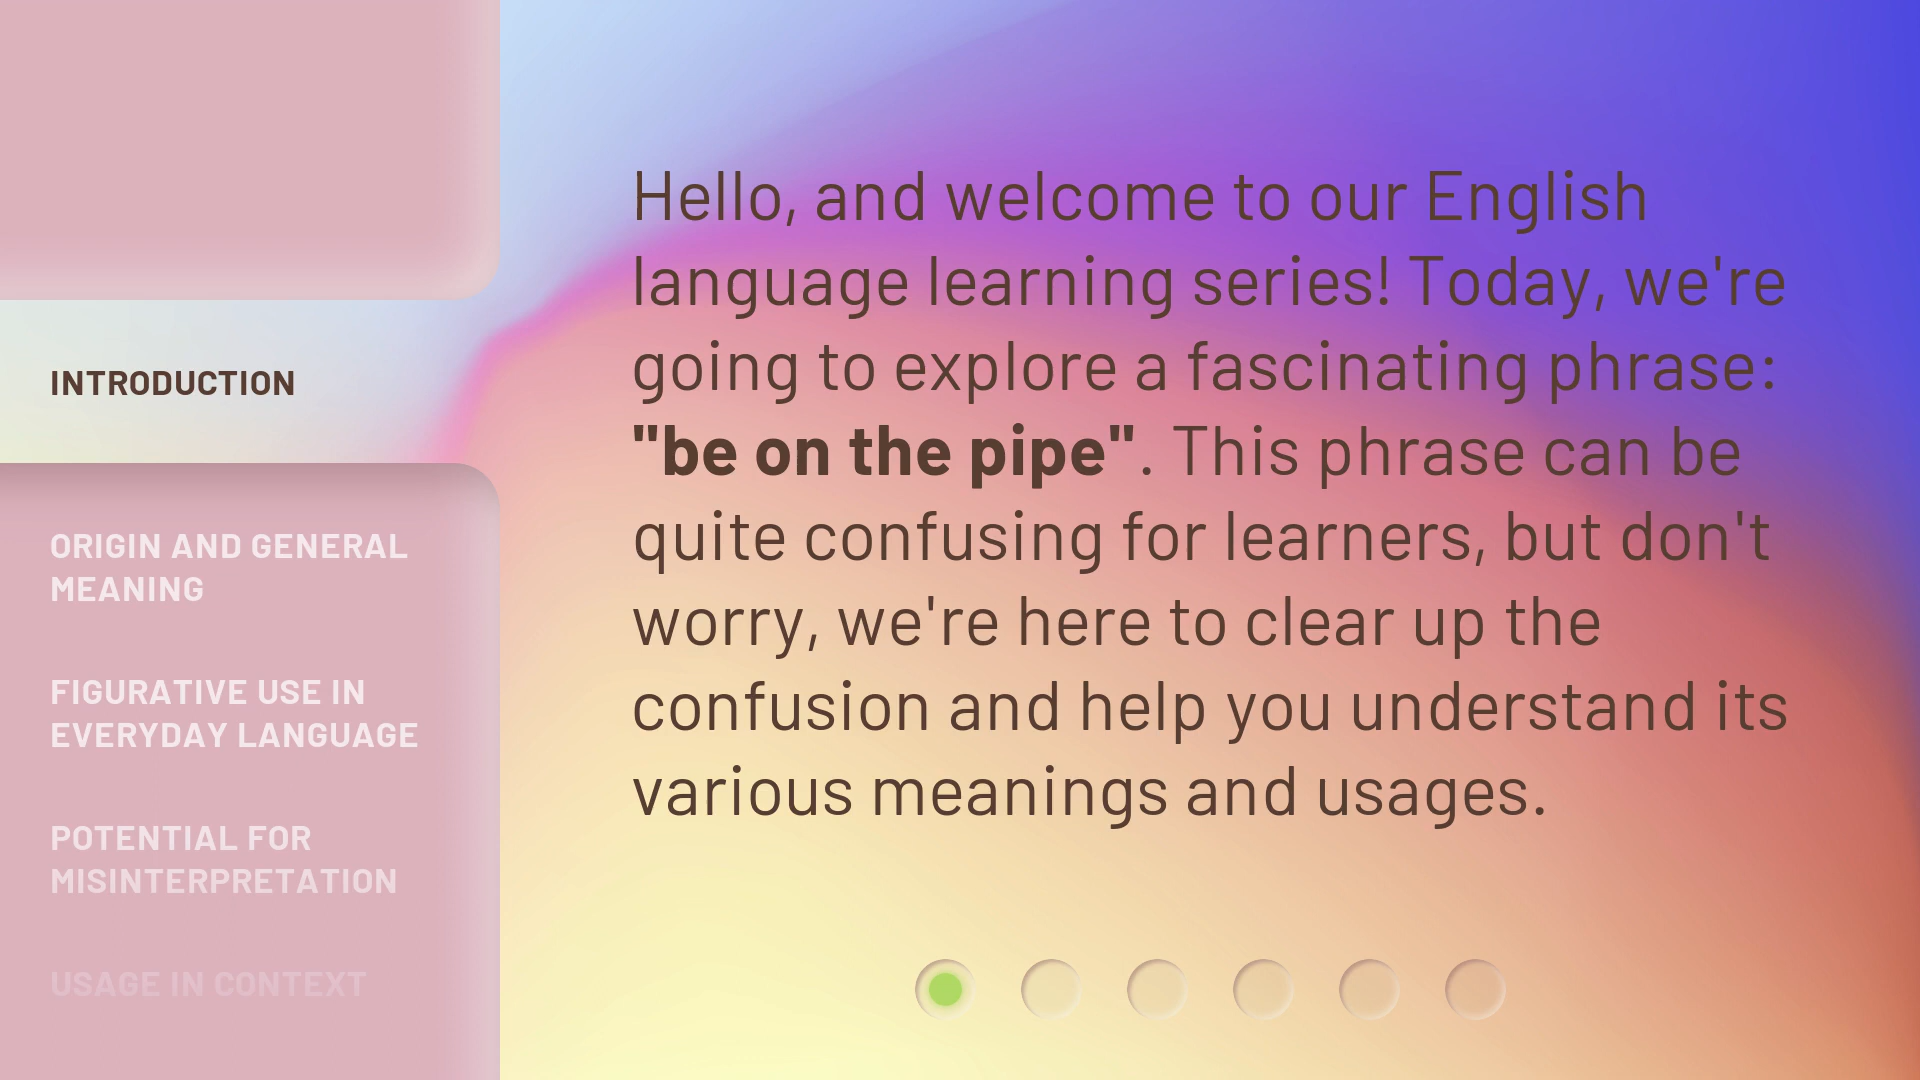 INTRODUCTION
ORIGIN AND GENERAL
MEANING
FIGURATIVE USE IN
EVERYDAY LANGUAGE
POTENTIAL FOR
MISINTERPRETATION
USAGE IN CONTEXT
Hello, and welcome to our English
language learning series! Today, we're
going to explore a fascinating phrase:
"be on the pipe". This phrase can be
quite confusing for learners, but don't
worry, we're here to clear up the
confusion and help you understand its
various meanings and usages.